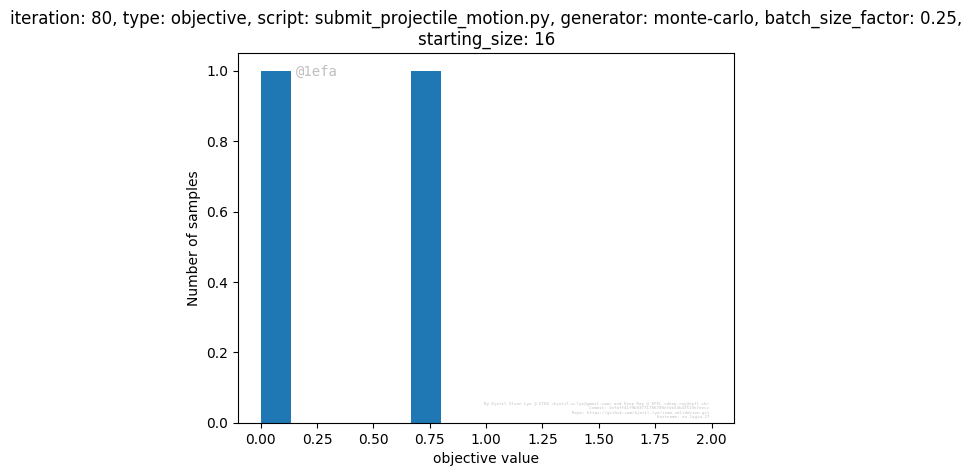 iteration: 80, type: objective, script: submit_projectile_motion.py, generator: monte-carlo, batch_size_factor: 0.25,
starting_size: 16
1.0
@1efa
0.8
0.6
0.4
0.2
0.0
Number of samples
0.00 0.25 0.50 0.75 1.00 1.25 1.50 1.75 2.00
objective value